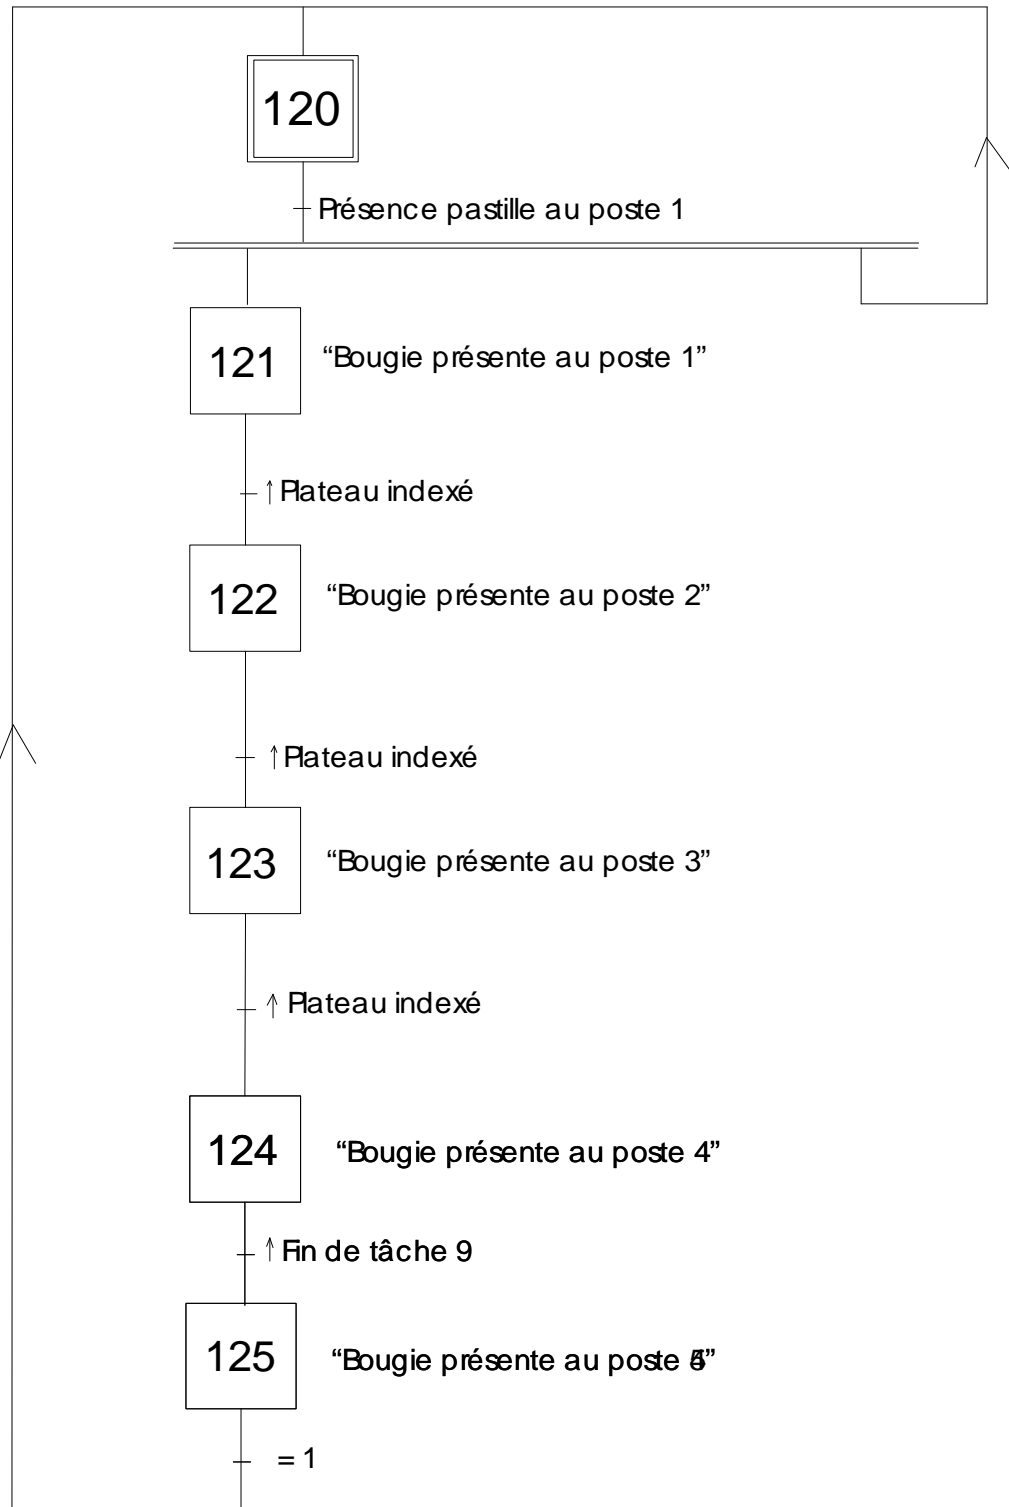 120
Présence pastille au poste 1
121
“Bougie présente au poste 1”
↑ Plateau indexé
122
“Bougie présente au poste 2”
↑ Plateau indexé
123
“Bougie présente au poste 3”
↑ Plateau indexé
124
“Bougie présente au poste 4”
↑ Fin de tâche 9
125
“Bougie présente au poste
= 1